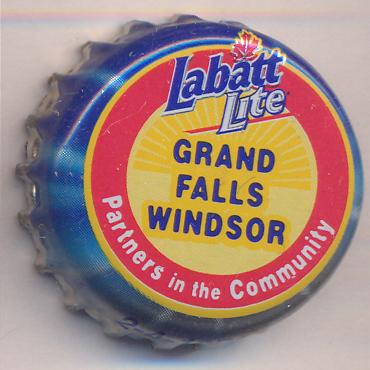 Labatt
Lite
GRAND
FALLS
WINDSOR
Partners in the Community